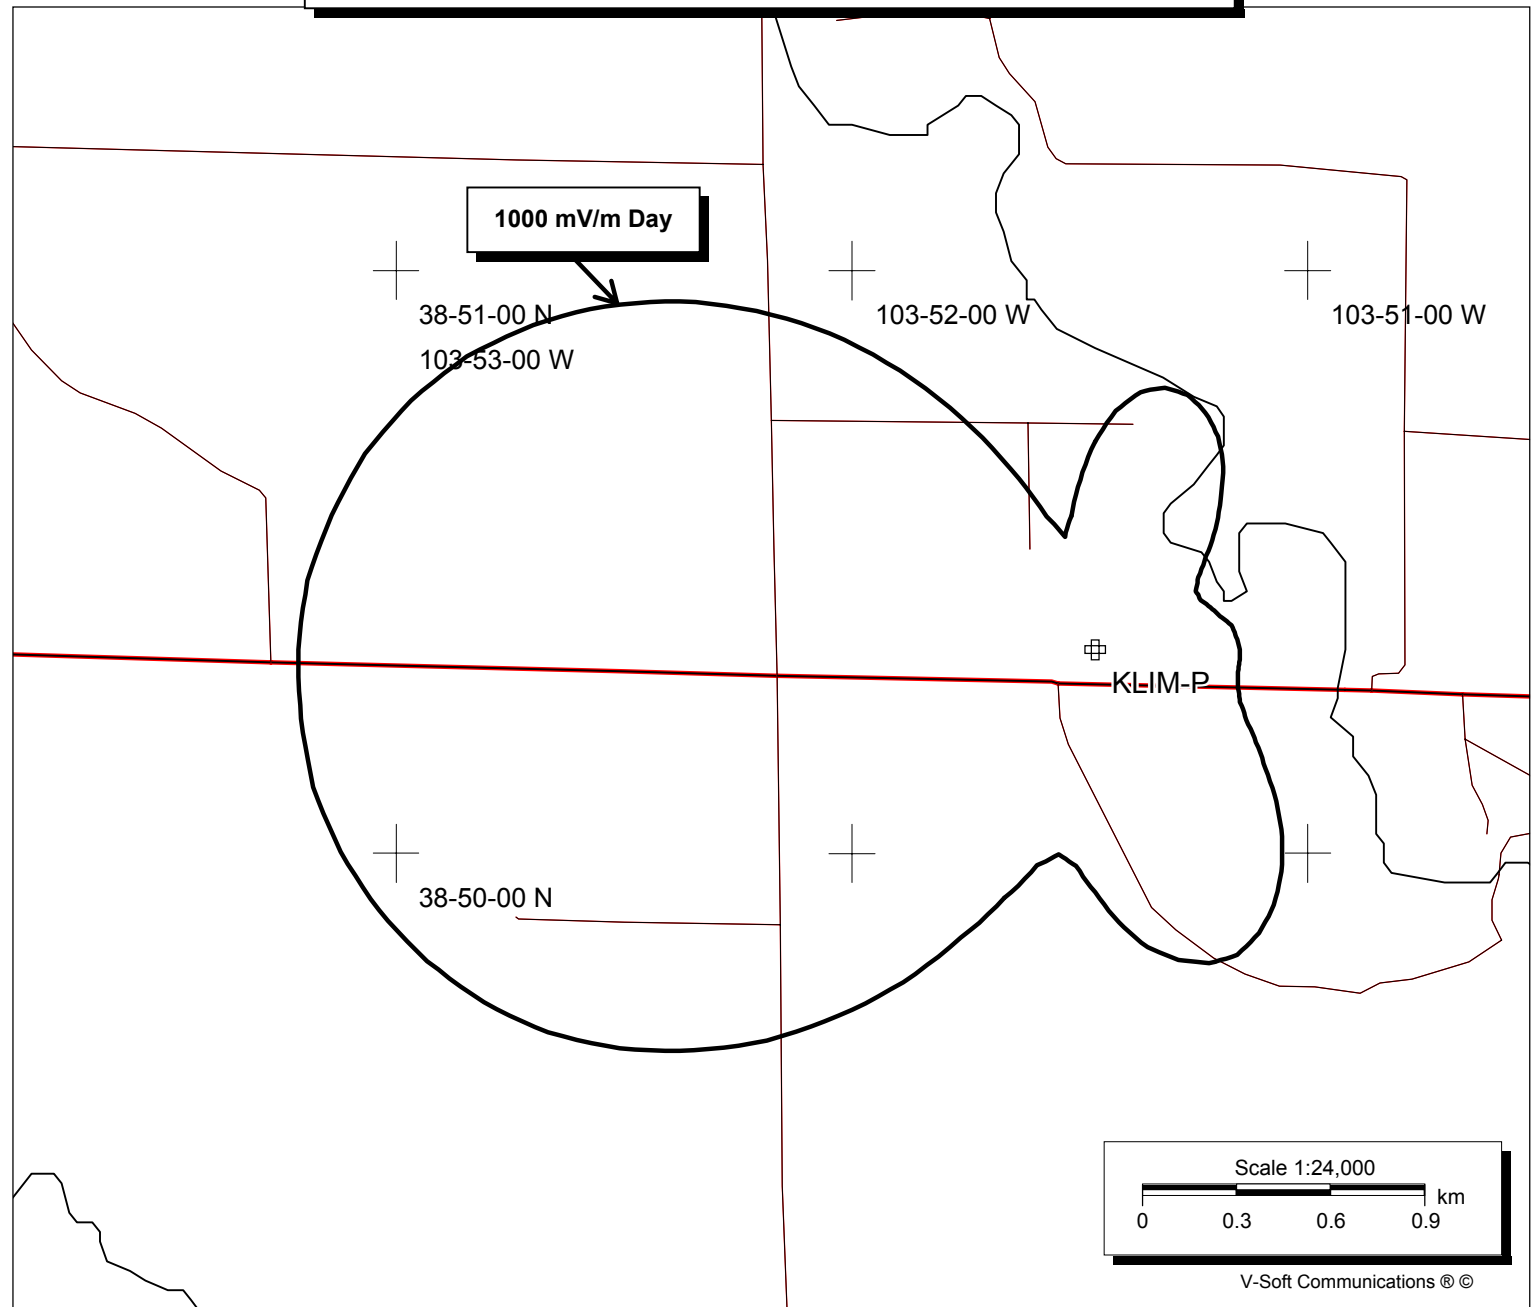 1000 mV/m Day
38-51-00 N
103-53-00 W
103-52-00 W
103-51-00 W
KLIM-P
38-50-00 N
Scale 1:24,000
km
0 0.3 0.6 0.9
V-Soft Communications ® ©